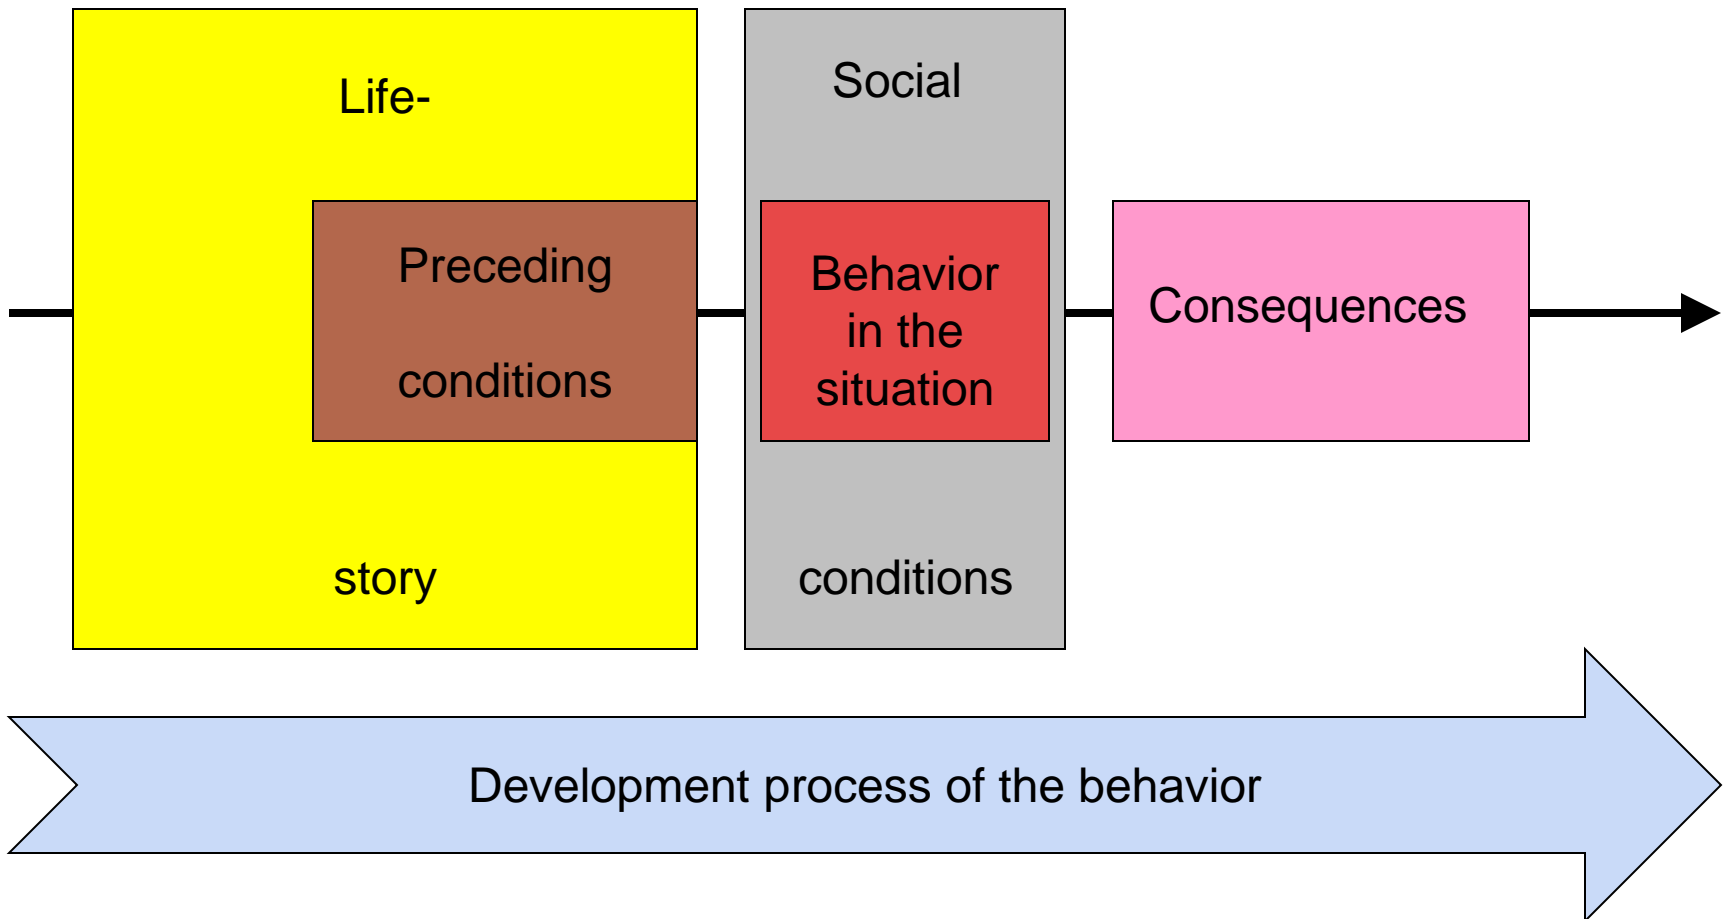 Life-
story
Preceding
conditions
Social
conditions
Behavior
in the
situation
Consequences
Development process of the behavior